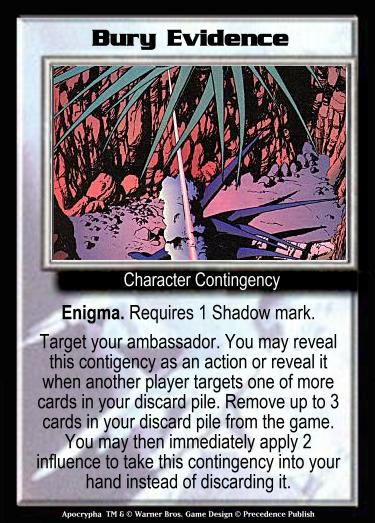 Bury Evidence
Character Contingency
Enigma. Requires 1 Shadow mark.
Target your ambassador. You may reveal
this contigency as an action or reveal it
when another player targets one of more
cards in your discard pile. Remove up to 3
cards in your discard pile from the game.
You may then immediately apply 2
influence to take this contingency into your
hand instead of discarding it.
Apocrypha TM & © Warner Bros. Game Design © Precedence Publish